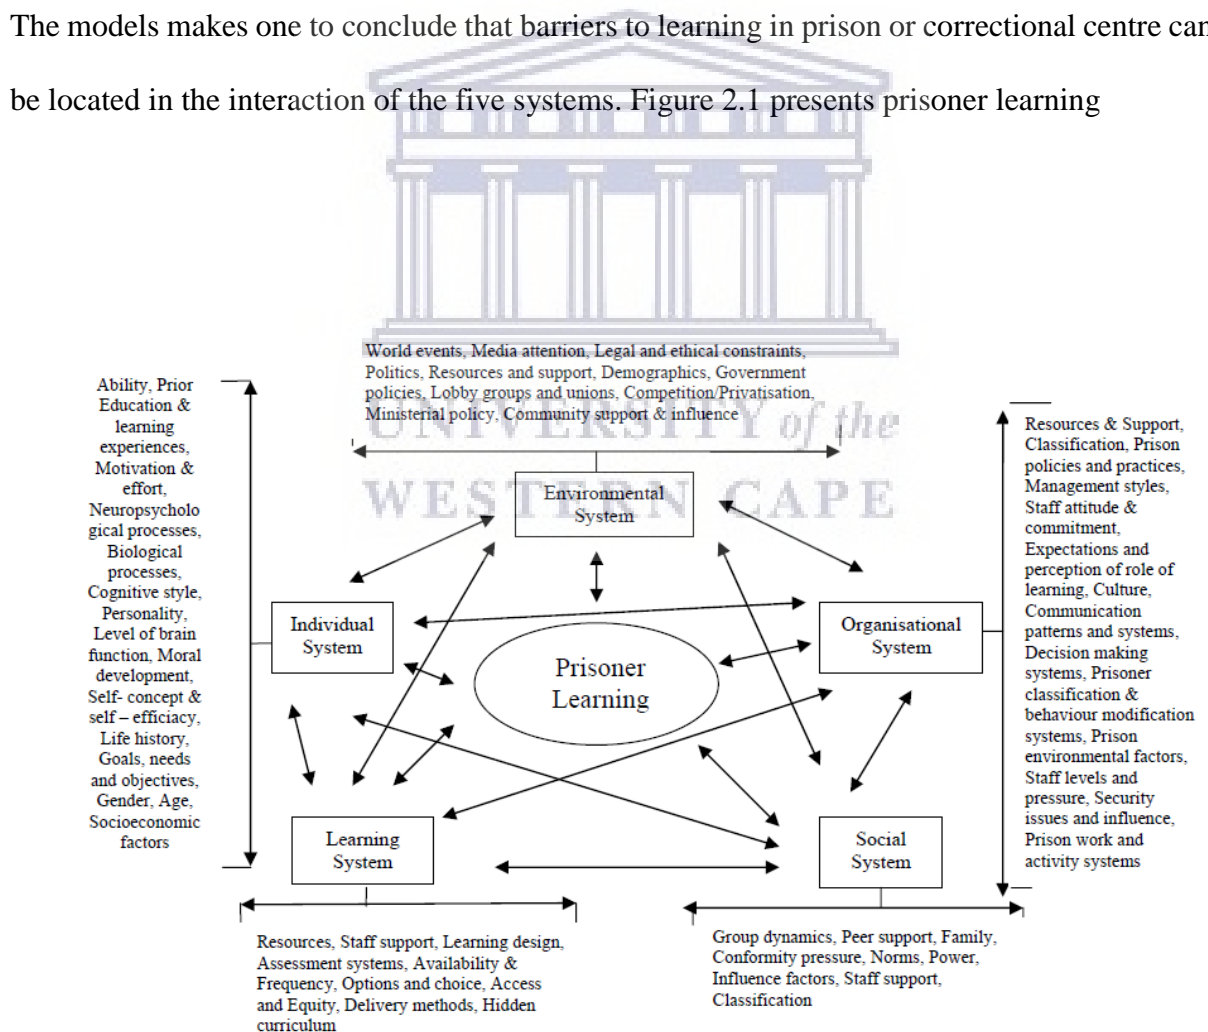 The models makes one to conclude that barriers to learning in prison or correctional centre can
be located in the interaction of the five systems. Figure 2.1 presents prisoner learning
World events, Media attention, Legal and ethical constraints,
Politics, Resources and support, Demographics, Government
policies, Lobby groups and unions, Competition/Privatisation,
Ministerial policy, Community support & influence
UNIVERSITY of the
WESTERN CAPE
Ability, Prior
Education &
learning
experiences,
Motivation &
effort,
Neuropsycholo
gical processes,
Biological
processes,
Cognitive style,
Personality,
Level of brain
function, Moral
development,
Self- concept &
self – efficiacy,
Life history,
Goals, needs
and objectives,
Gender, Age,
Socioeconomic
factors
Environmental
System
Individual
System
Prisoner
Learning
Organisational
System
Learning
System
Social
System
Resources & Support,
Classification, Prison
policies and practices,
Management styles,
Staff attitude &
commitment,
Expectations and
perception of role of
learning, Culture,
Communication
patterns and systems,
Decision making
systems, Prisoner
classification &
behaviour modification
systems, Prison
environmental factors,
Staff levels and
pressure, Security
issues and influence,
Prison work and
activity systems
Resources, Staff support, Learning design,
Assessment systems, Availability &
Frequency, Options and choice, Access
and Equity, Delivery methods, Hidden
curriculum
Group dynamics, Peer support, Family,
Conformity pressure, Norms, Power,
Influence factors, Staff support,
Classification